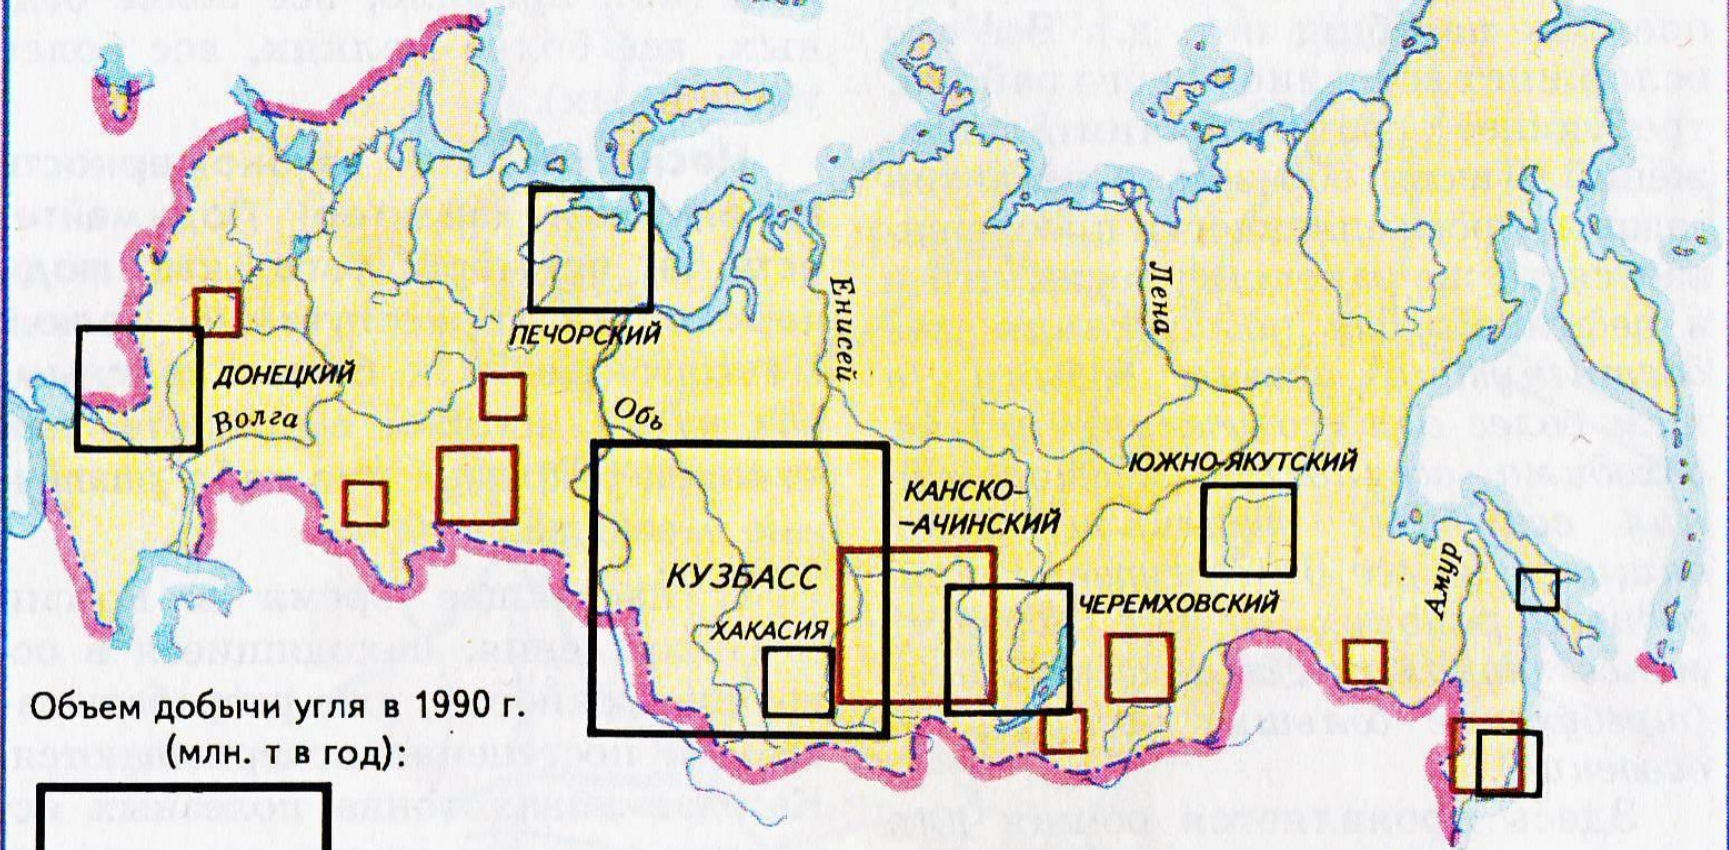 ПЕЧОРСКИЙ
Енисей
Лена
ДОНЕЦКИЙ
Волга
Обь
ЮЖНО-ЯКУТСКИЙ
КАНСКО-
-АЧИНСКИЙ
КУЗБАСС
Амур
ЧЕРЕМХОВСКИЙ
ХАКАСИЯ
Объем добычи угля в 1990 г.
(млн. т в год):